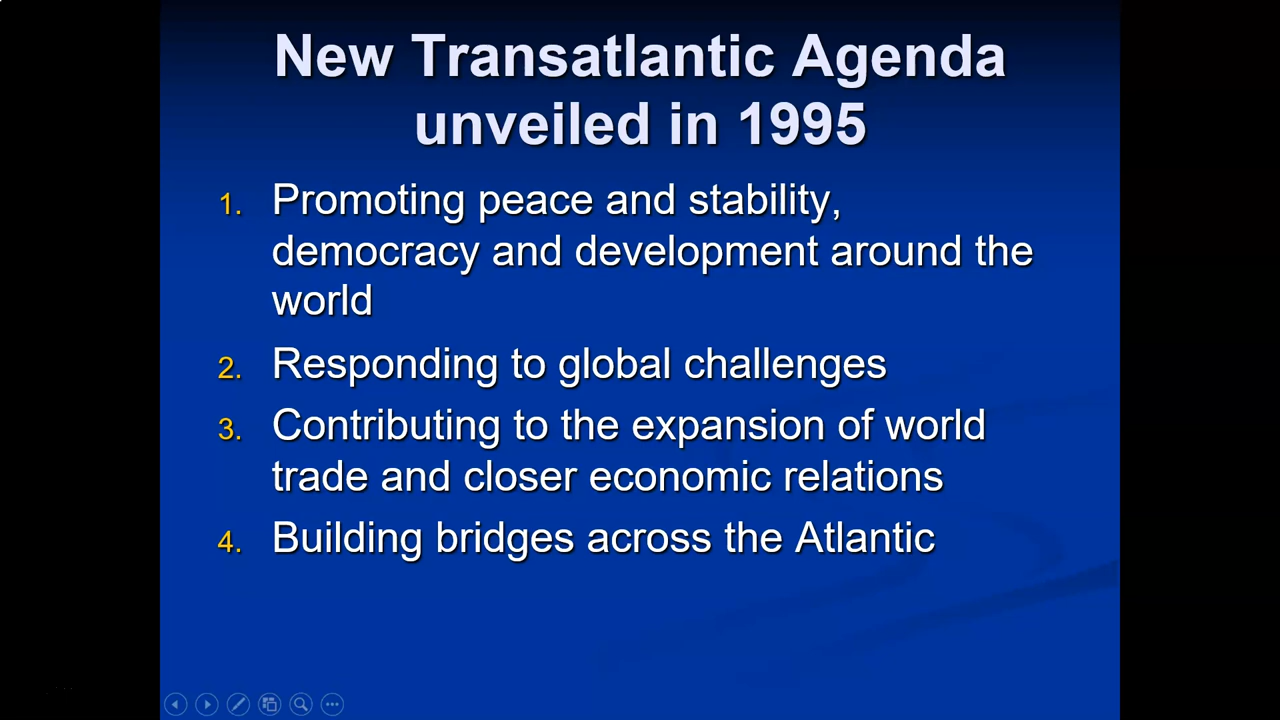 New Transatlantic Agenda
unveiled in 1995
1. Promoting peace and stability,
democracy and development around the
world
2. Responding to global challenges
3. Contributing to the expansion of world
trade and closer economic relations
4. Building bridges across the Atlantic